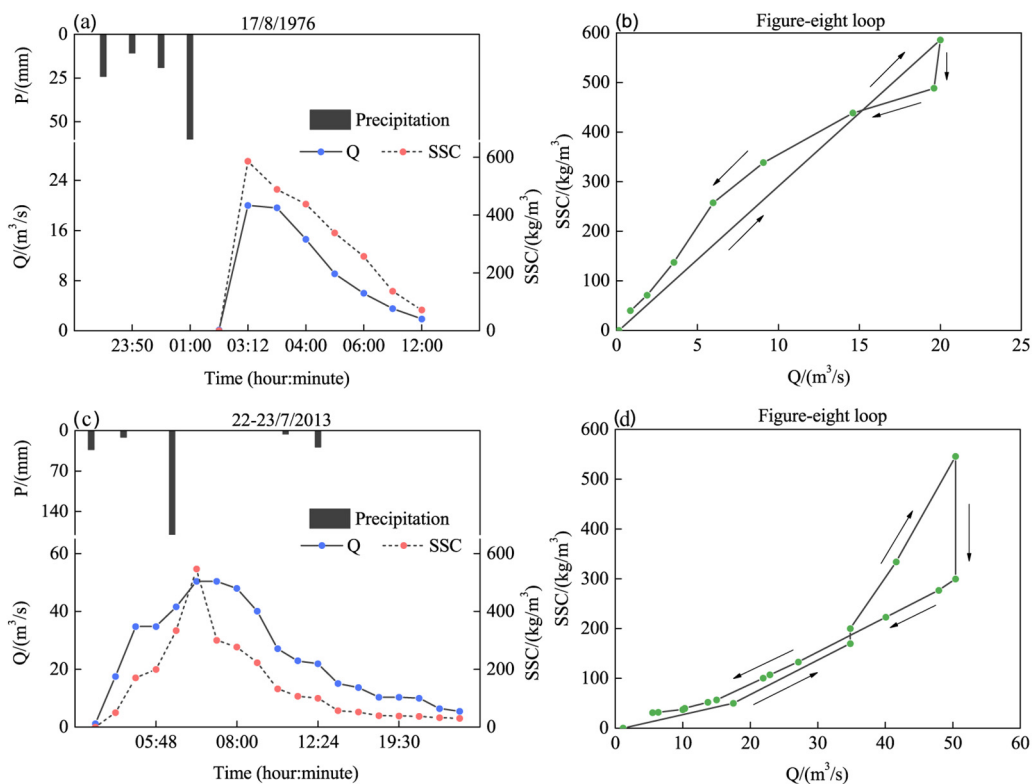 (a)
17/8/1976
P/(mm)
0
25
50
Precipitation
Q
SSC
Q/(m³/s)
24
16
8
0
SSC/(kg/m³)
600
400
200
0
23:50 01:00 03:12 04:00 06:00 12:00
Time (hour:minute)
(b)
Figure-eight loop
SSC/(kg/m³)
600
500
400
300
200
100
0
0 5 10 15 20 25
Q/(m³/s)
(c)
22-23/7/2013
P/(mm)
0
70
140
Precipitation
Q
SSC
Q/(m³/s)
60
40
20
0
SSC/(kg/m³)
600
400
200
0
05:48 08:00 12:24 19:30
Time (hour:minute)
(d)
Figure-eight loop
SSC/(kg/m³)
600
500
400
300
200
100
0
0 10 20 30 40 50 60
Q/(m³/s)